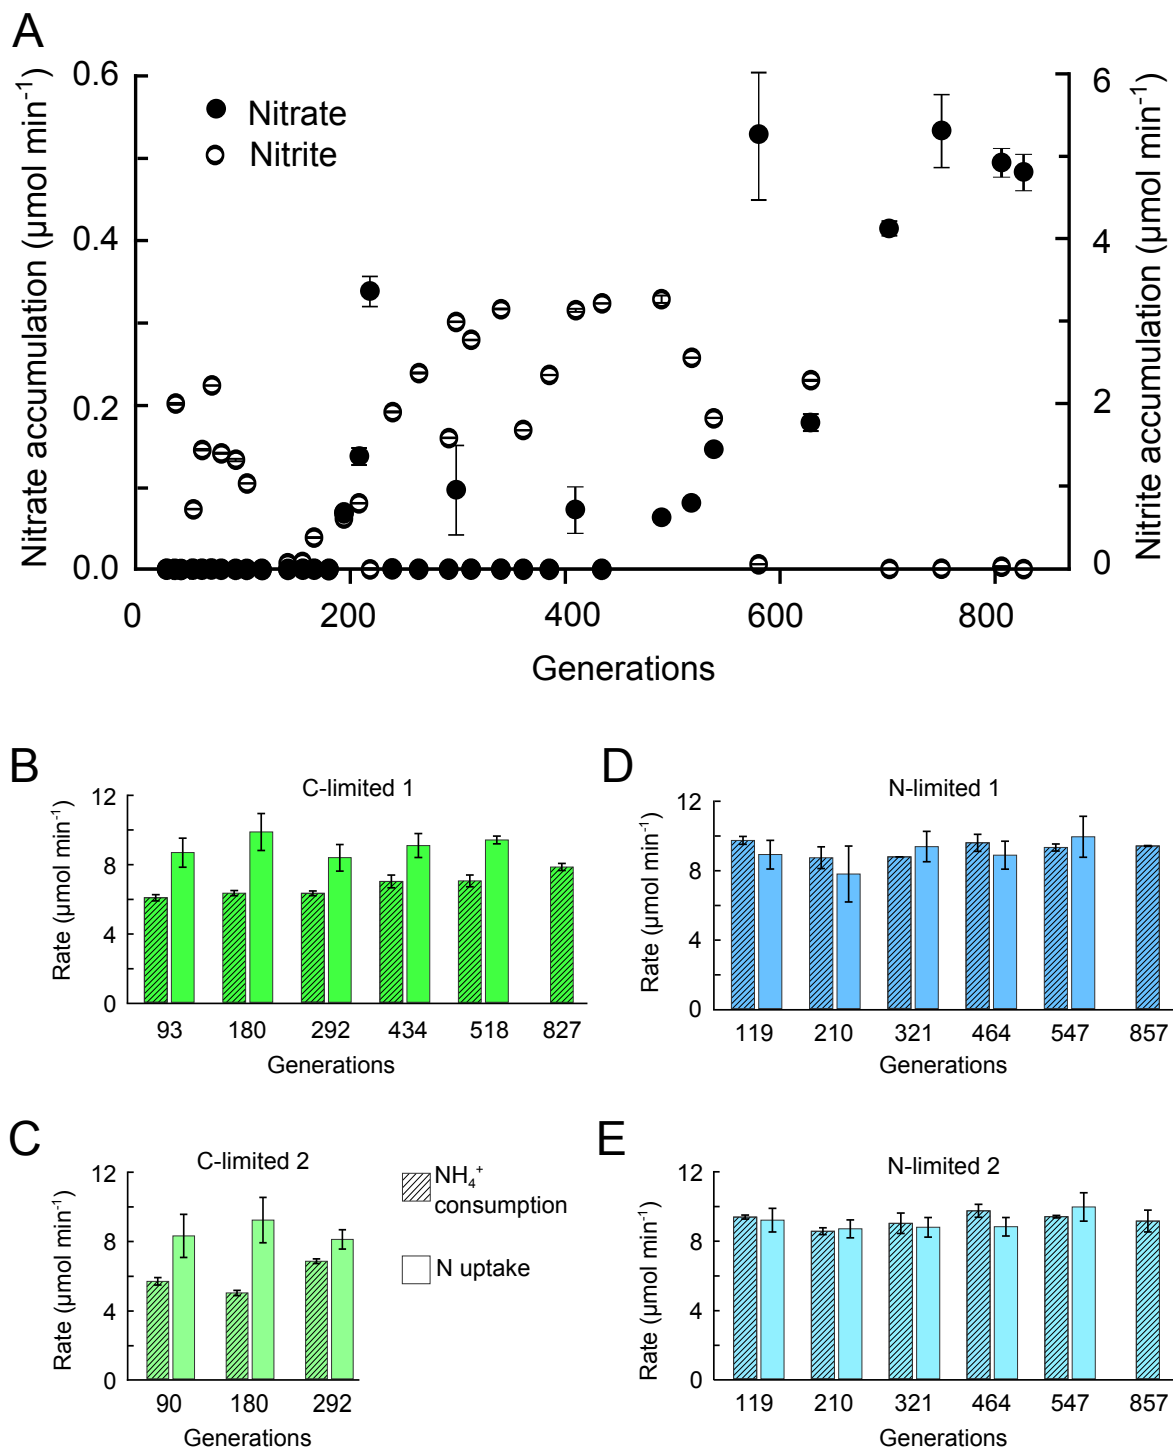 A
Nitrate accumulation (µmol min⁻¹)
Nitrite accumulation (µmol min⁻¹)
0.6
0.4
0.2
0.0
6
4
2
0
Nitrate
Nitrite
0 200 400 600 800
Generations
B
C-limited 1
Rate (µmol min⁻¹)
12
8
4
0
93 180 292 434 518 827
Generations
D
N-limited 1
Rate (µmol min⁻¹)
12
8
4
0
119 210 321 464 547 857
Generations
C
C-limited 2
Rate (µmol min⁻¹)
12
8
4
0
90 180 292
Generations
NH₄⁺
consumption
N uptake
E
N-limited 2
Rate (µmol min⁻¹)
12
8
4
0
119 210 321 464 547 857
Generations